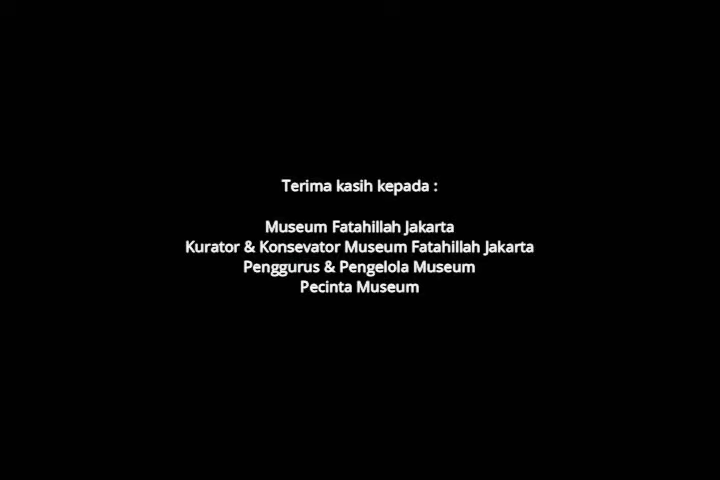 Terima kasih kepada :
Museum Fatahillah Jakarta
Kurator & Konsevator Museum Fatahillah Jakarta
Penggurus & Pengelola Museum
Pecinta Museum